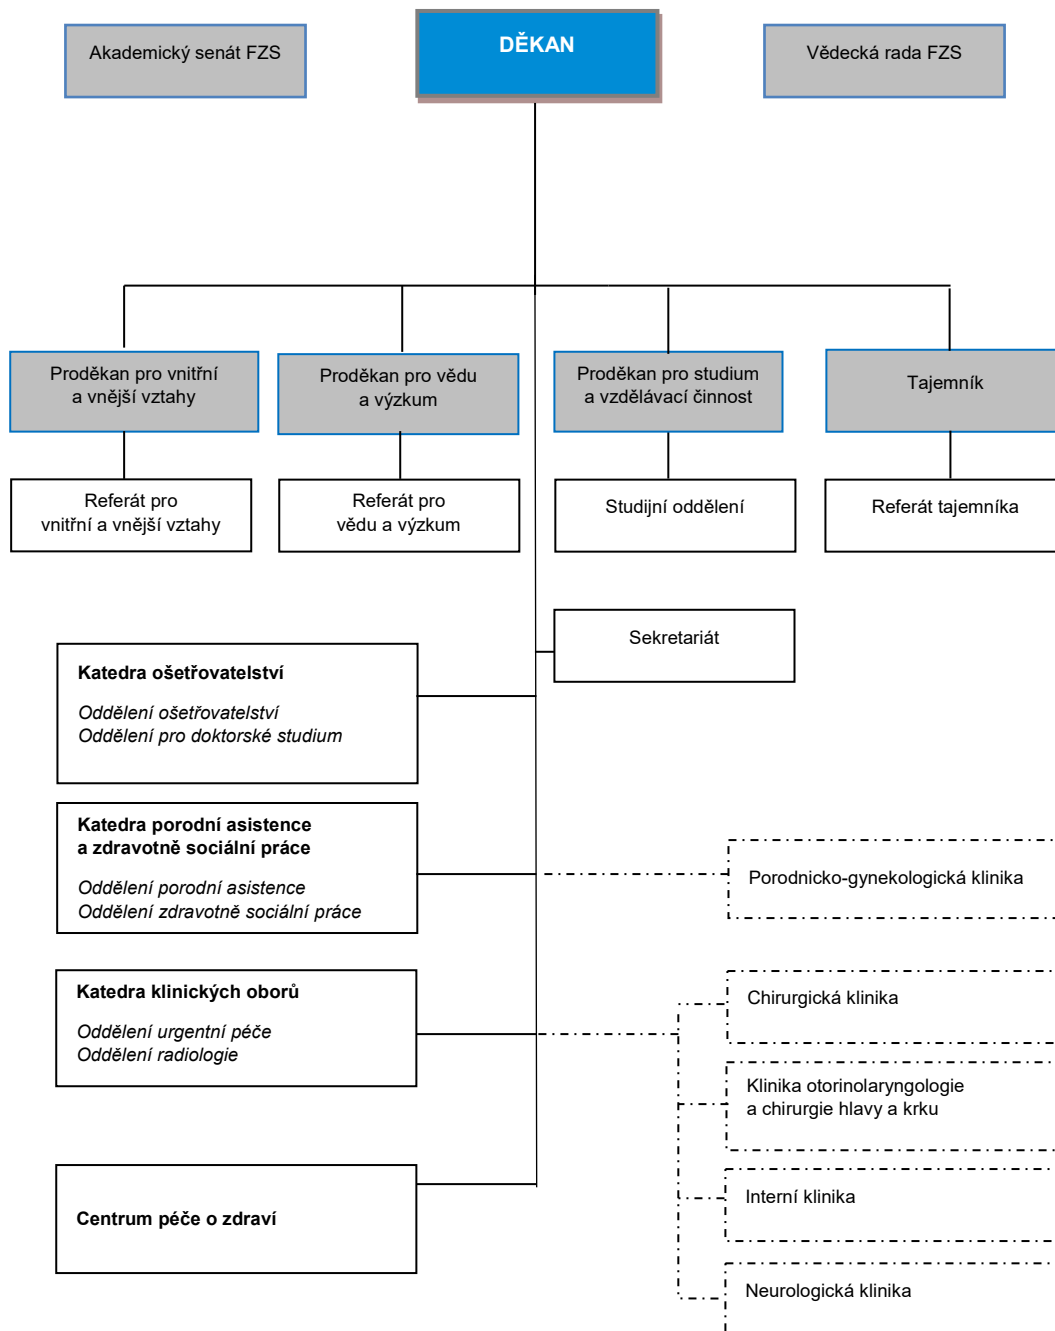 Akademický senát FZS
DĚKAN
Vědecká rada FZS
Proděkan pro vnitřní
a vnější vztahy
Proděkan pro vědu
a výzkum
Proděkan pro studium
a vzdělávací činnost
Tajemník
Referát pro
vnitřní a vnější vztahy
Referát pro
vědu a výzkum
Studijní oddělení
Referát tajemníka
Sekretariát
Katedra ošetřovatelství
Oddělení ošetřovatelství
Oddělení pro doktorské studium
Katedra porodní asistence
a zdravotně sociální práce
Oddělení porodní asistence
Oddělení zdravotně sociální práce
Porodnicko-gynekologická klinika
Katedra klinických oborů
Oddělení urgentní péče
Oddělení radiologie
Chirurgická klinika
Klinika otorinolaryngologie
a chirurgie hlavy a krku
Interní klinika
Centrum péče o zdraví
Neurologická klinika